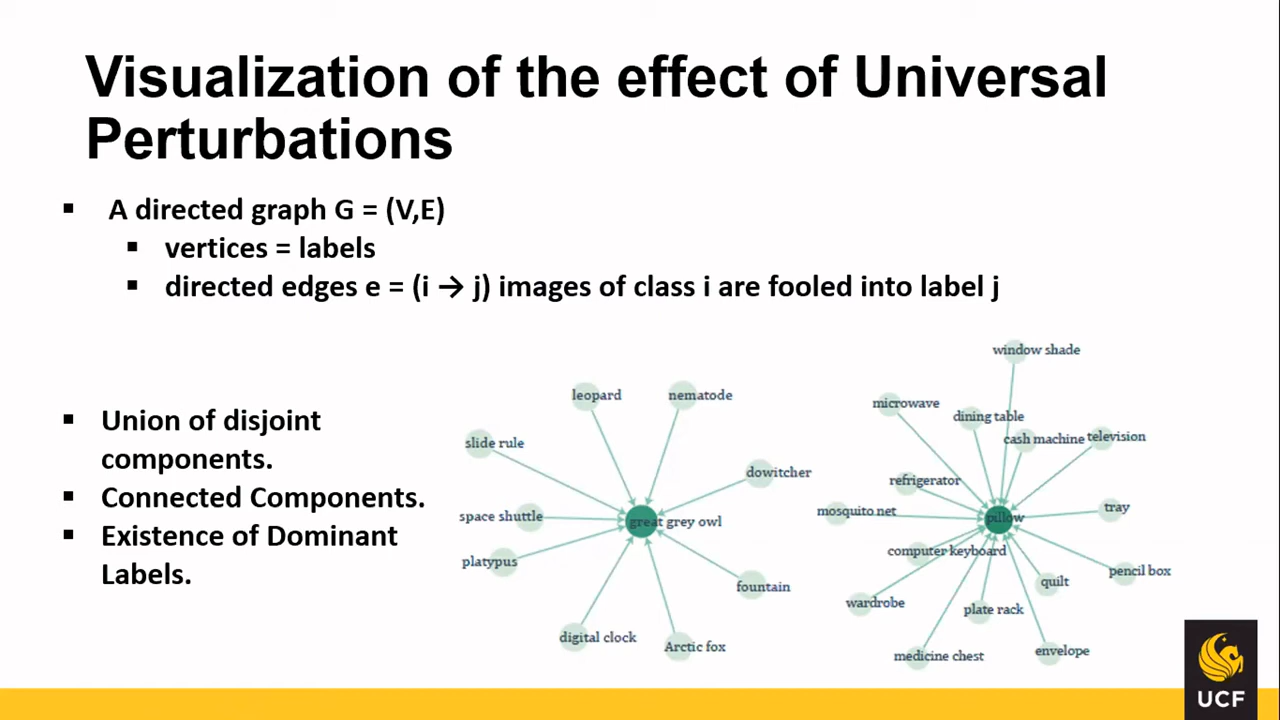 Visualization of the effect of Universal
Perturbations
▪ A directed graph G = (V,E)
▪ vertices = labels
▪ directed edges e = (i → j) images of class i are fooled into label j
▪ Union of disjoint
components.
▪ Connected Components.
▪ Existence of Dominant
Labels.
leopard
nematode
slide rule
dowitcher
space shuttle
great grey owl
platypus
fountain
digital clock
Arctic fox
window shade
microwave
dining table
cash machine
television
refrigerator
mosquito net
pillow
tray
computer keyboard
pencil box
quilt
wardrobe
plate rack
medicine chest
envelope
UCF